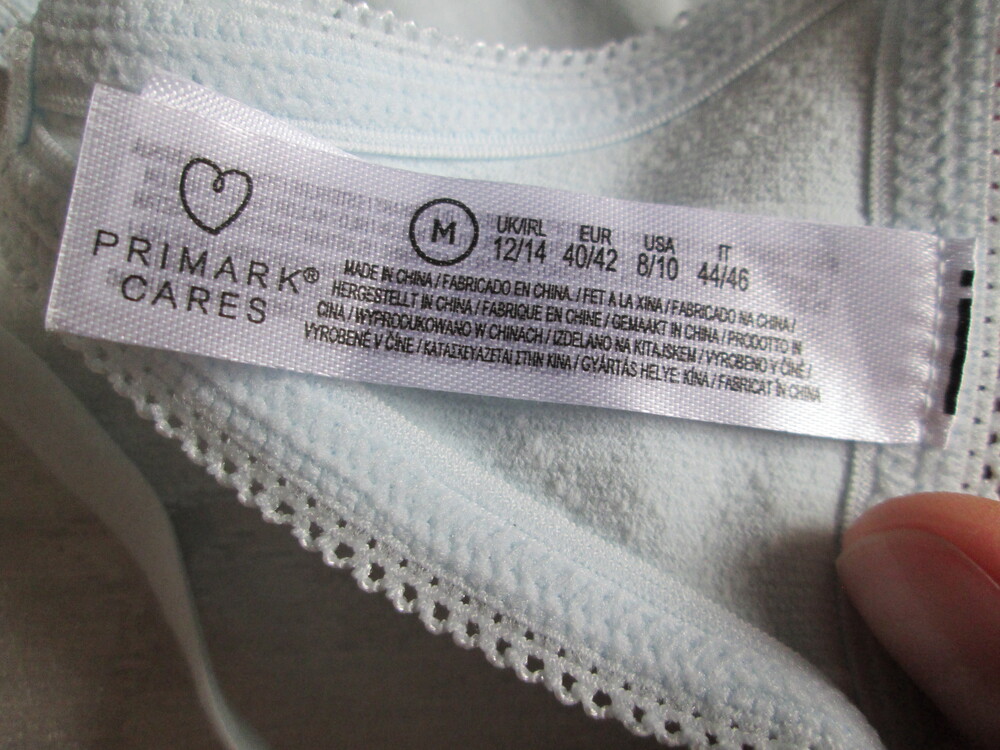 PRIMARK®
CARES
M
UK/IRL EUR USA IT
12/14 40/42 8/10 44/46
MADE IN CHINA / FABRICADO EN CHINA. / FET A LA XINA / FABRICADO NA CHINA /
HERGESTELLT IN CHINA / FABRIQUE EN CHINE / GEMAAKT IN CHINA / PRODOTTO IN
CINA / WYPRODUKOWANO W CHINACH / IZDELANO NA KITAJSKEM / VYROBENO V ČÍNĚ /
VYROBENÉ V ČÍNE / ΚΑΤΑΣΚΕΥΑΖΕΤΑΙ ΣΤΗΝ ΚΙΝΑ / GYÁRTÁS HELYE: KÍNA / FABRICAT ÎN CHINA